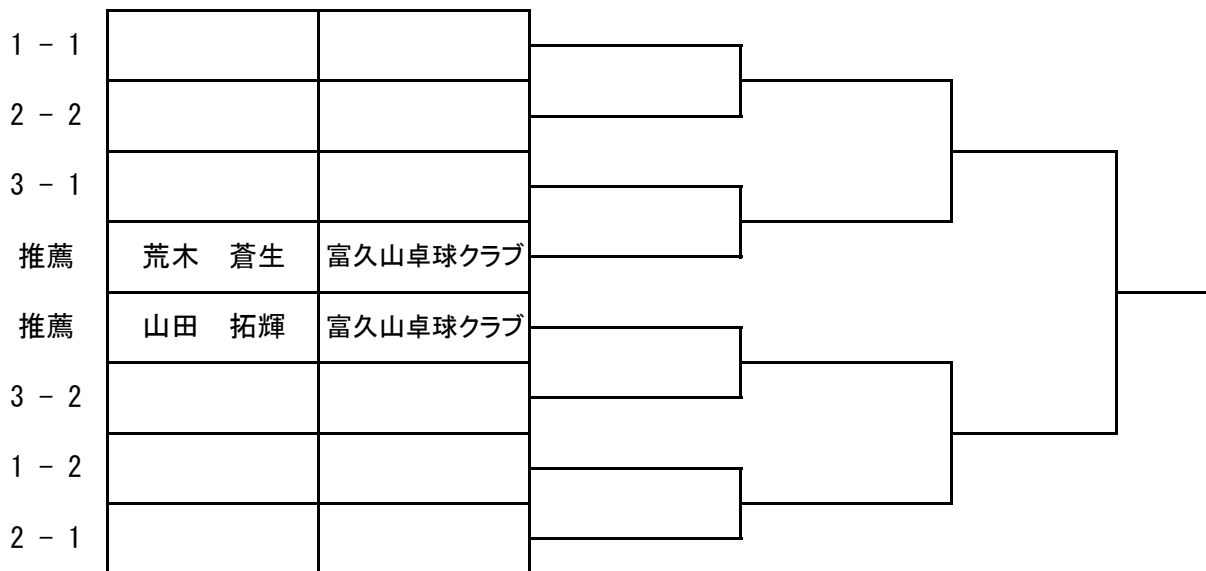 1 - 1
2 - 2
3 - 1
推薦 荒木 蒼生 富久山卓球クラブ
推薦 山田 拓輝 富久山卓球クラブ
3 - 2
1 - 2
2 - 1